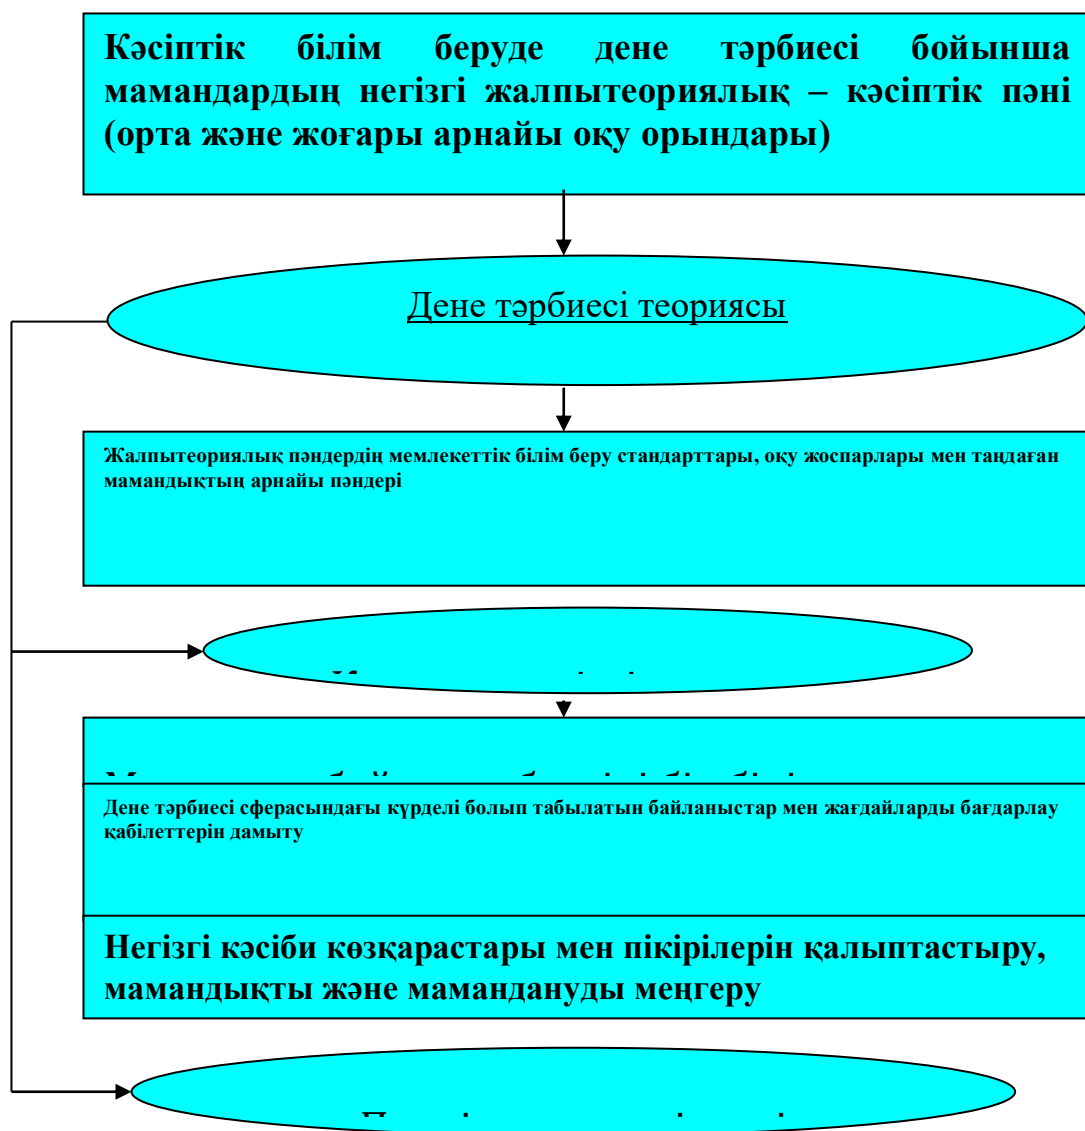 Кәсіптік білім беруде дене тәрбиесі бойынша
мамандардың негізгі жалпытеориялық – кәсіптік пәні
(орта және жоғары арнайы оқу орындары)
Дене тәрбиесі теориясы
Жалпытеориялық пәндердің мемлекеттік білім беру стандарттары, оқу жоспарлары мен таңдаған
мамандықтың арнайы пәндері
Дене тәрбиесі сферасындағы күрделі болып табылатын байланыстар мен жағдайларды бағдарлау
қабілеттерін дамыту
Негізгі кәсіби көзқарастары мен пікірілерін қалыптастыру,
мамандықты және мамандануды меңгеру